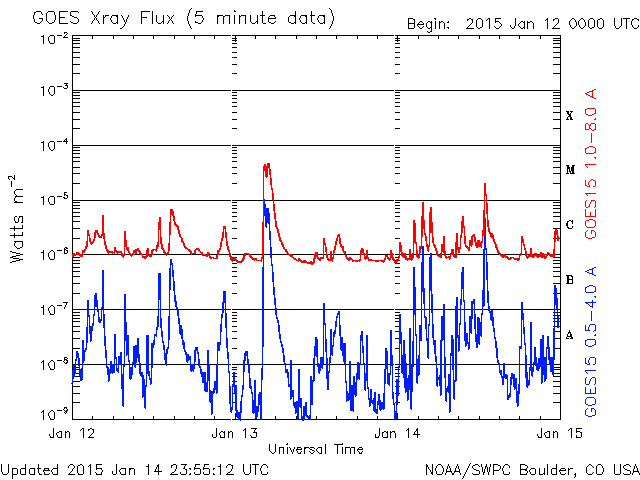 GOES Xray Flux (5 minute data)
Begin: 2015 Jan 12 0000 UTC
10-2
10-3
10-4
10-5
10-6
10-7
10-8
10-9
Watts m-2
X
M
C
B
A
GOES15 1.0-8.0 A
GOES15 0.5-4.0 A
Jan 12 Jan 13 Jan 14 Jan 15
Universal Time
Updated 2015 Jan 14 23:55:12 UTC
NOAA/SWPC Boulder, CO USA